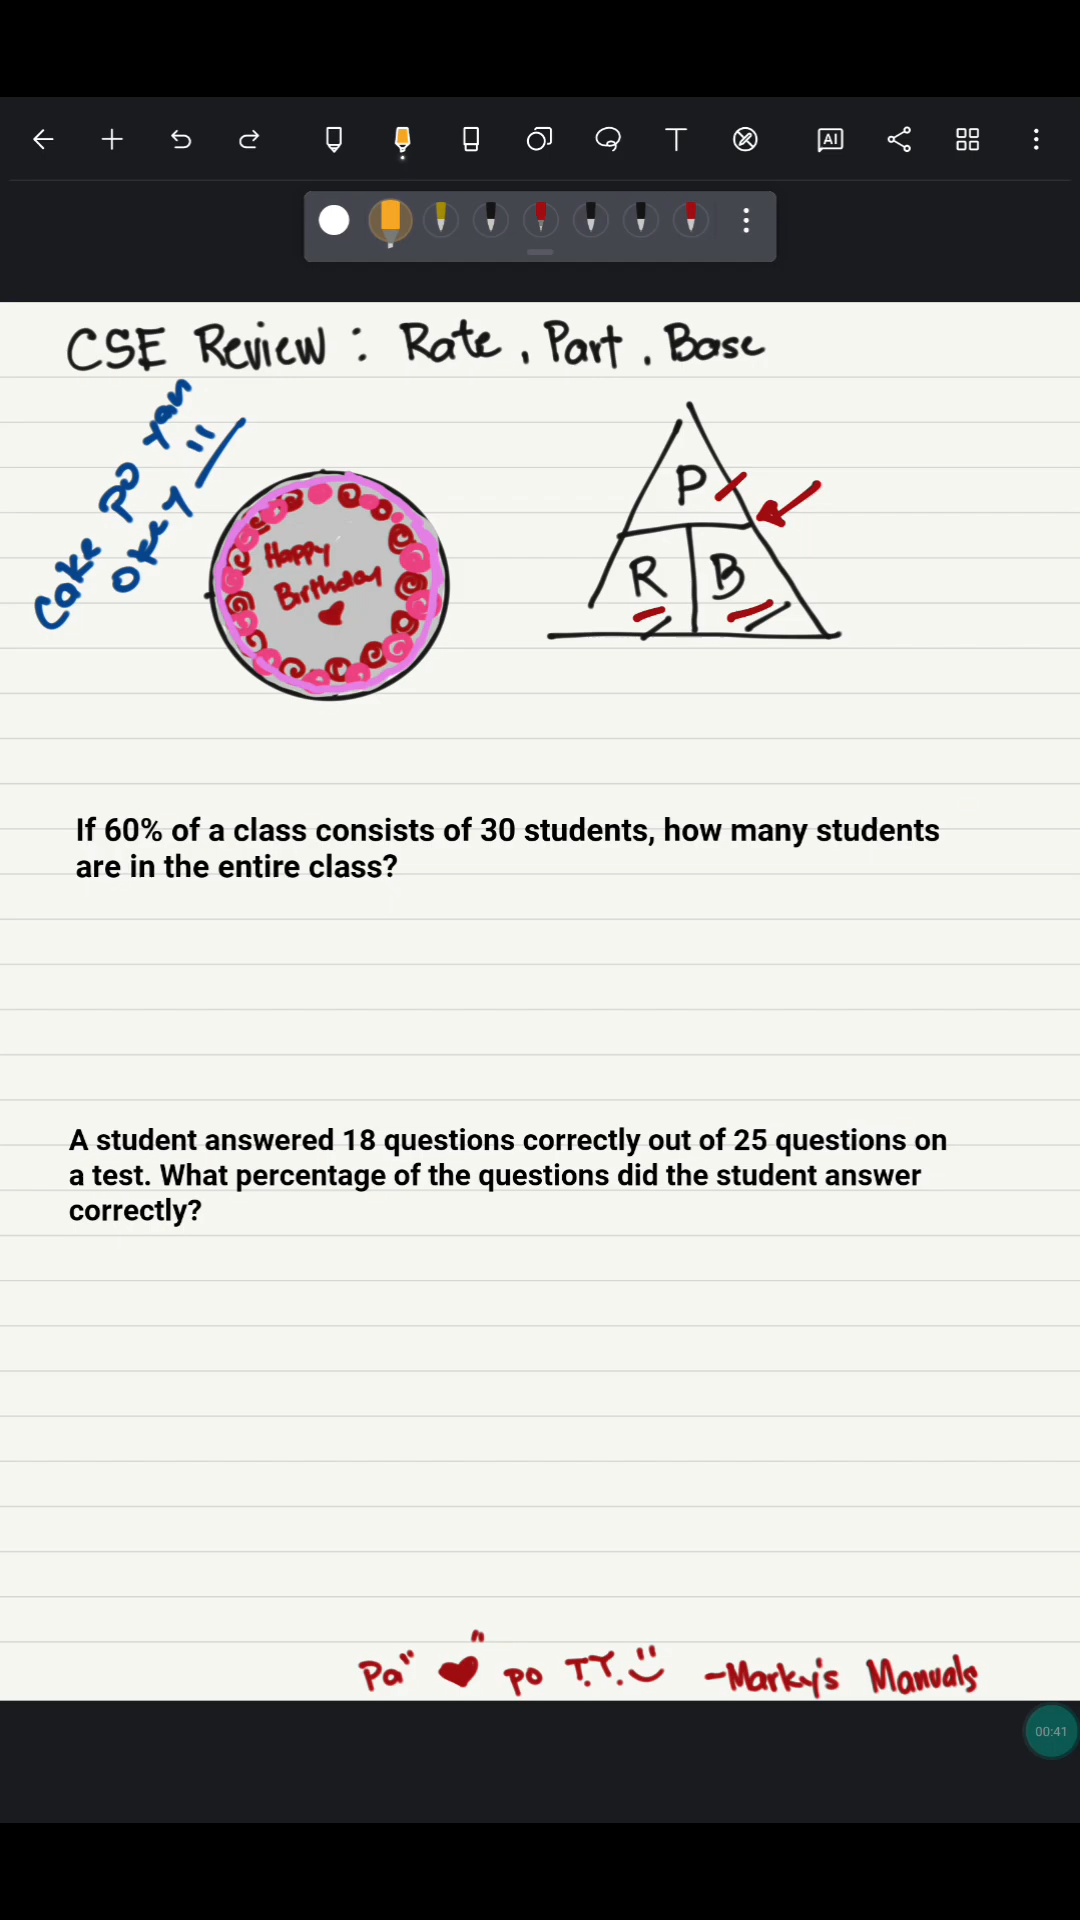 AI
CSE Review : Rate, Part, Base
Cake po yan
okay =
Happy
Birthday
P
R B
If 60% of a class consists of 30 students, how many students
are in the entire class?
A student answered 18 questions correctly out of 25 questions on
a test. What percentage of the questions did the student answer
correctly?
Pa" ❤" po T.Y. -Marky's Manuals
00:41